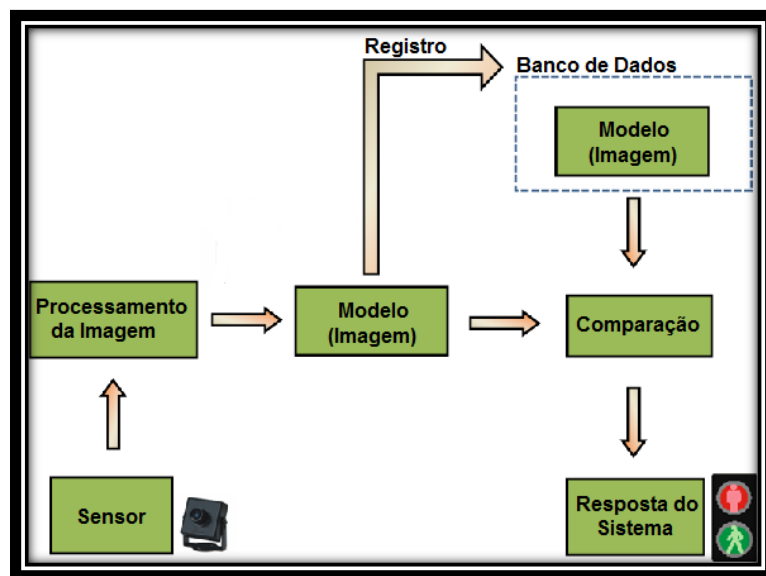 Registro
Banco de Dados
Modelo
(Imagem)
Processamento
da Imagem
Modelo
(Imagem)
Comparação
Sensor
Resposta do
Sistema